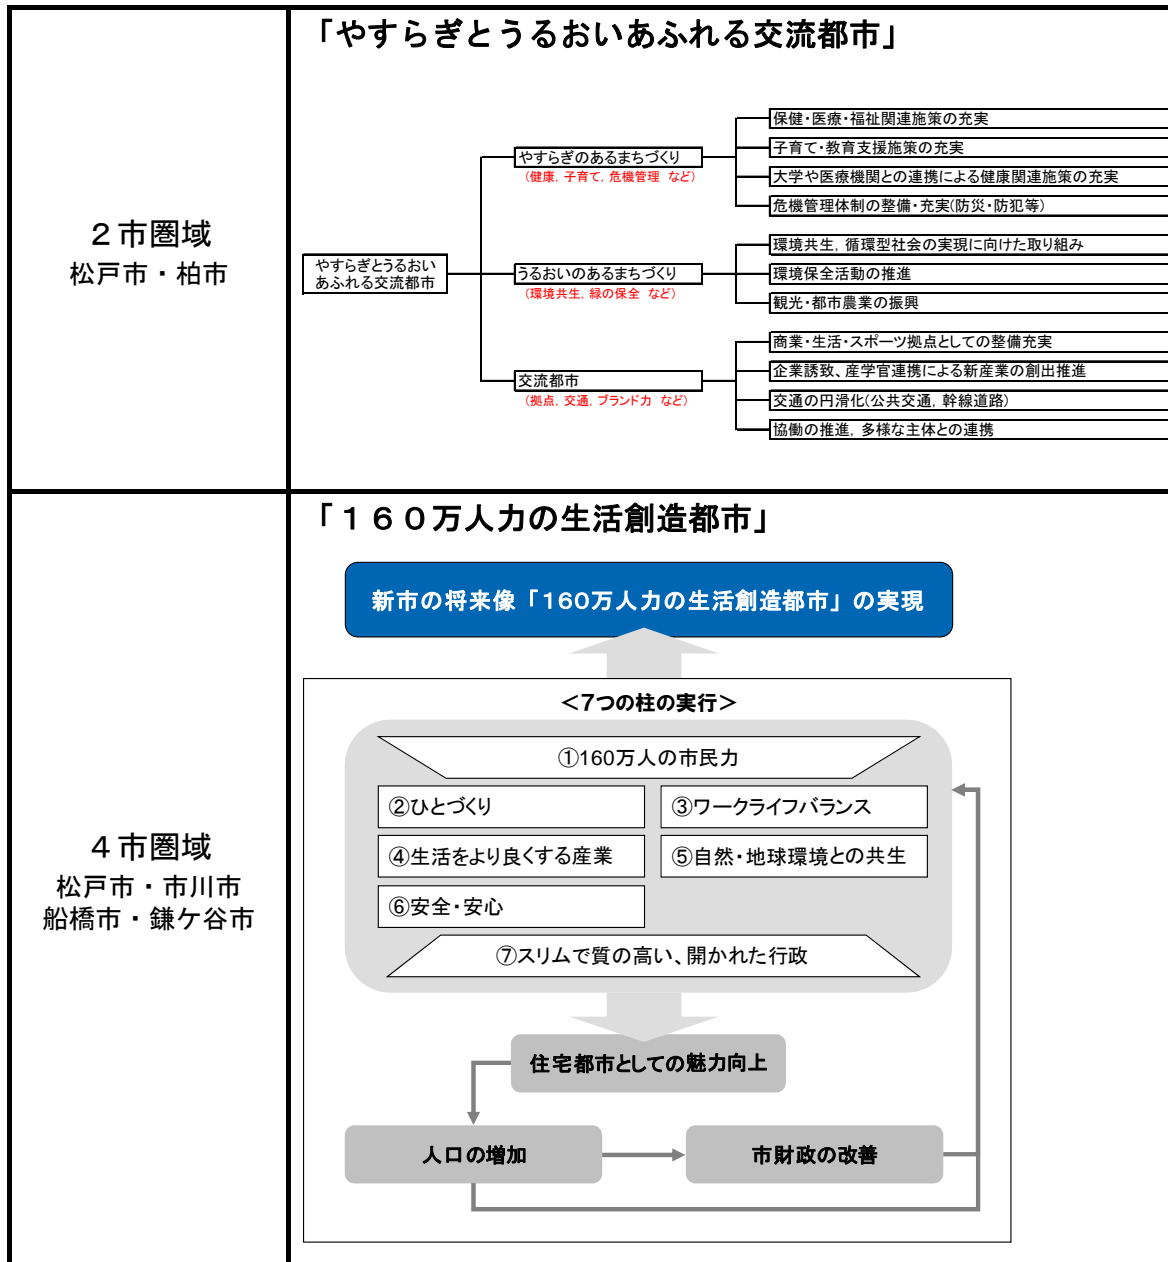 ２市圏域
松戸市・柏市
「やすらぎとうるおいあふれる交流都市」
やすらぎとうるおい
あふれる交流都市
やすらぎのあるまちづくり
（健康，子育て，危機管理　など）
保健・医療・福祉関連施策の充実
子育て・教育支援施策の充実
大学や医療機関との連携による健康関連施策の充実
危機管理体制の整備・充実(防災・防犯等)
うるおいのあるまちづくり
（環境共生，緑の保全　など）
環境共生，循環型社会の実現に向けた取り組み
環境保全活動の推進
観光・都市農業の振興
交流都市
（拠点，交通，ブランド力　など）
商業・生活・スポーツ拠点としての整備充実
企業誘致、産学官連携による新産業の創出推進
交通の円滑化(公共交通，幹線道路)
協働の推進，多様な主体との連携
４市圏域
松戸市・市川市
船橋市・鎌ケ谷市
「１６０万人力の生活創造都市」
新市の将来像「160万人力の生活創造都市」の実現
＜7つの柱の実行＞
①160万人の市民力
②ひとづくり
③ワークライフバランス
④生活をより良くする産業
⑤自然・地球環境との共生
⑥安全・安心
⑦スリムで質の高い、開かれた行政
住宅都市としての魅力向上
人口の増加
市財政の改善